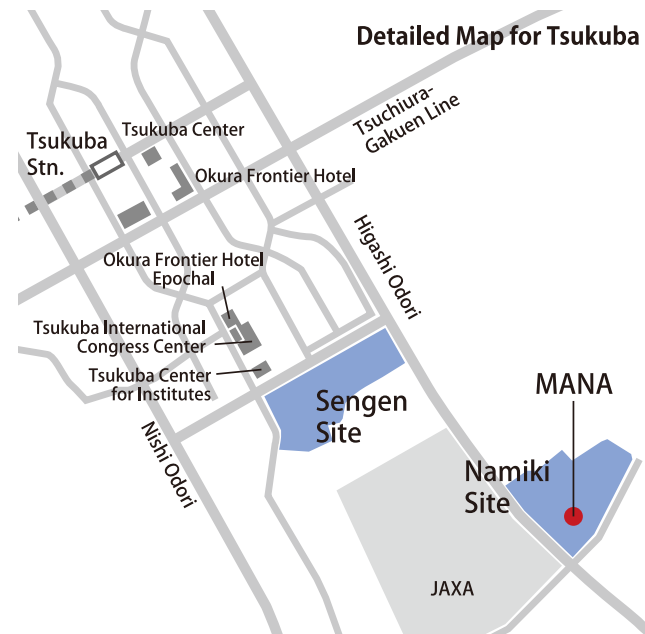 Detailed Map for Tsukuba
Tsukuba Center
Tsukuba
Stn.
Tsuchiura-
Gakuen Line
Okura Frontier Hotel
Higashi Odori
Okura Frontier Hotel
Epochal
Tsukuba International
Congress Center
Tsukuba Center
for Institutes
Nishi Odori
Sengen
Site
MANA
Namiki
Site
JAXA